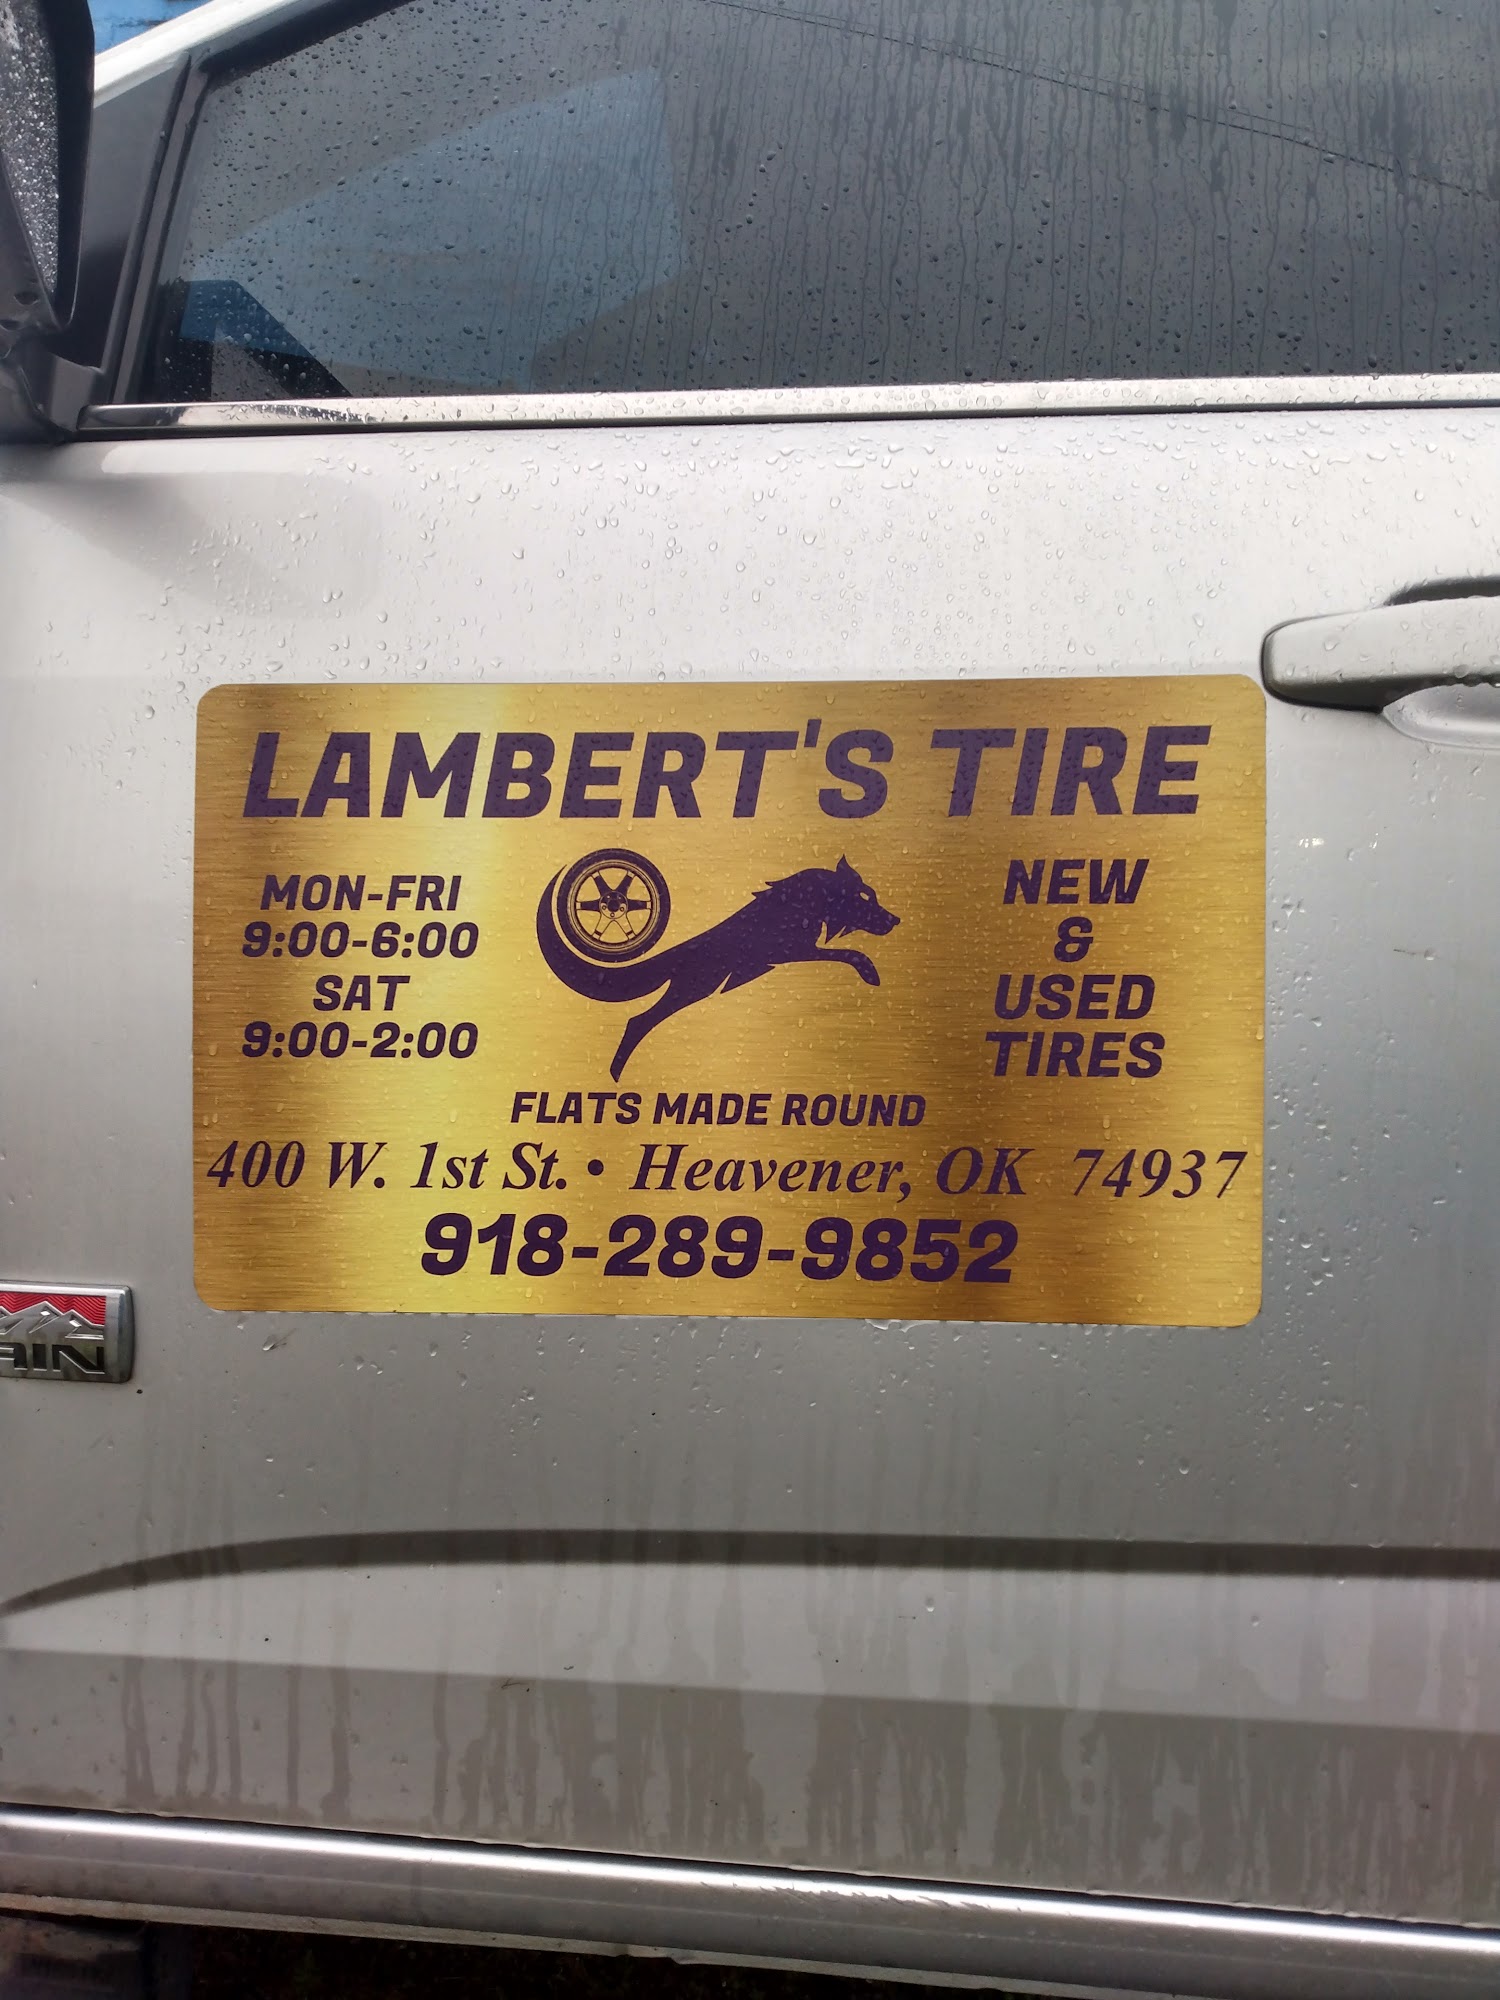 LAMBERT'S TIRE
MON-FRI
9:00-6:00
SAT
9:00-2:00
NEW
&
USED
TIRES
FLATS MADE ROUND
400 W. 1st St. • Heavener, OK 74937
918-289-9852
AIN